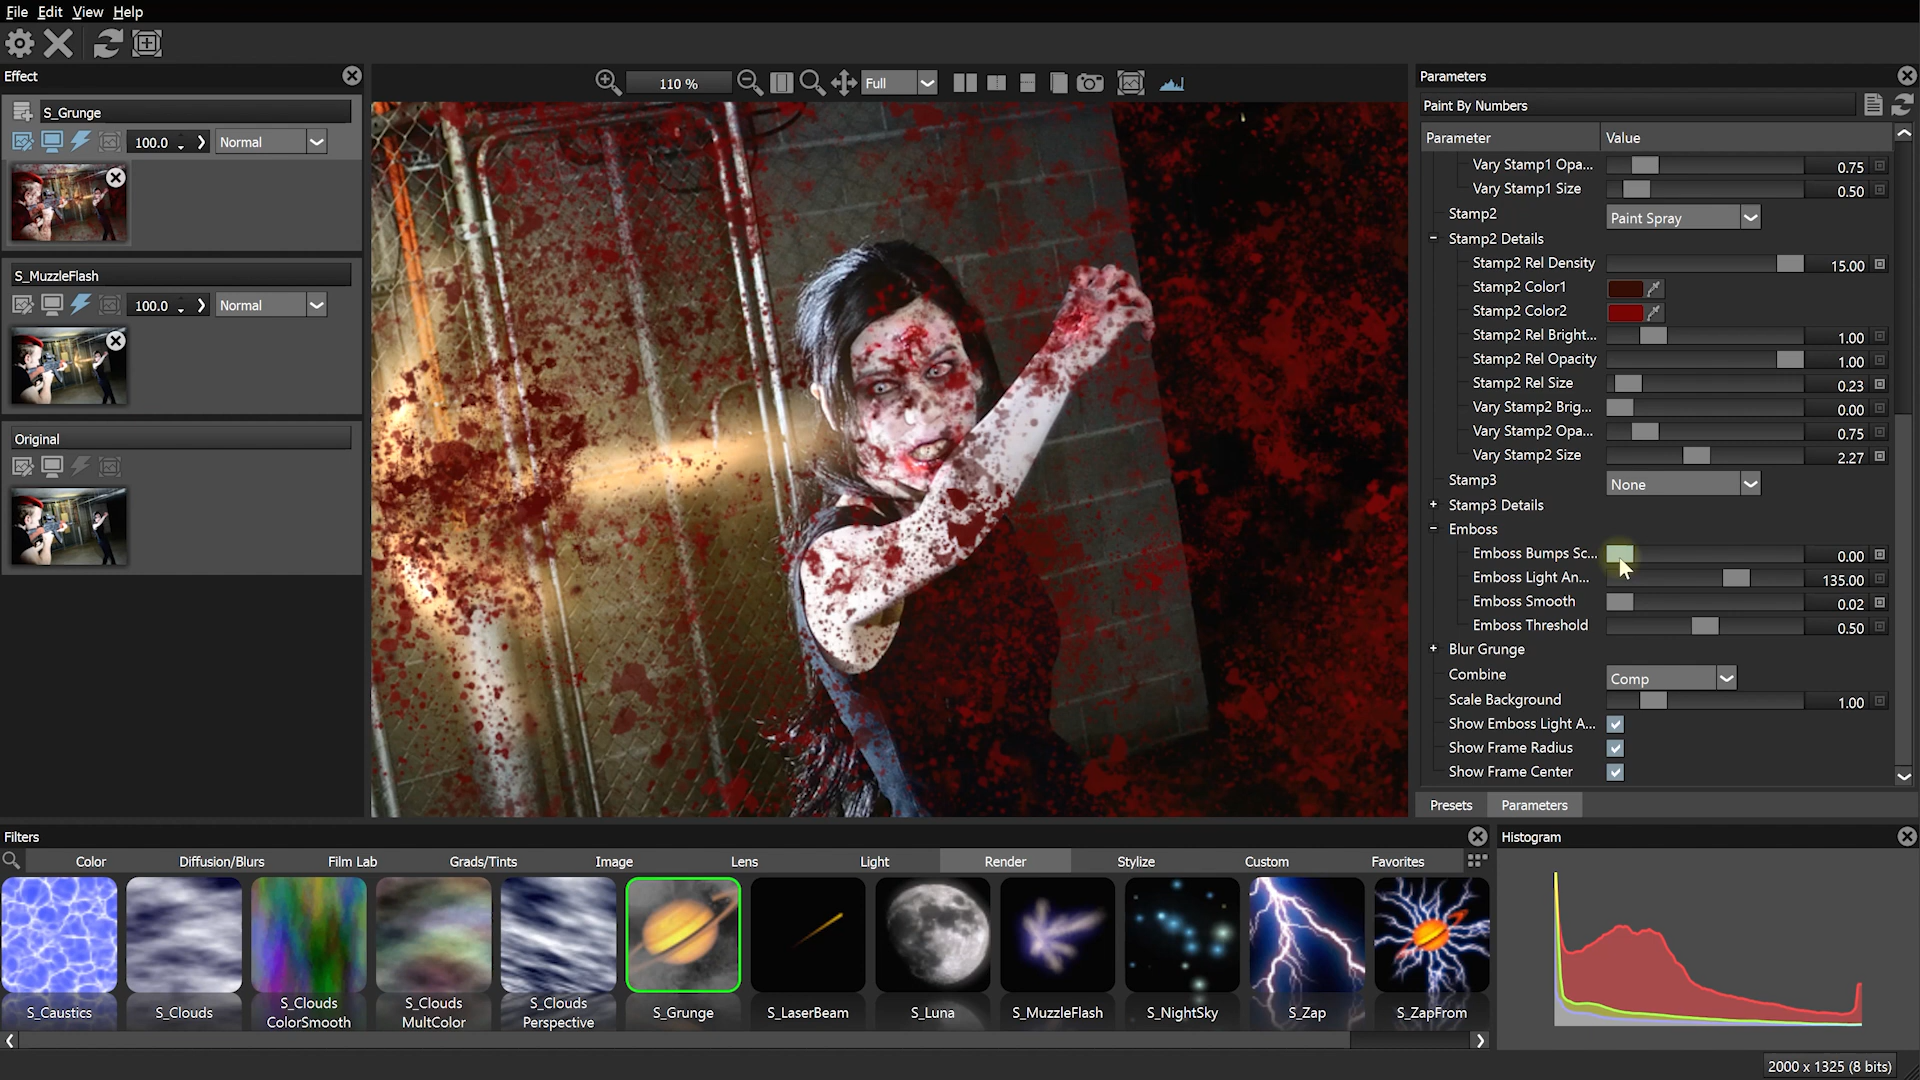 File Edit View Help
Effect
S_Grunge
100.0 Normal
S_MuzzleFlash
100.0 Normal
Original
110 % Full
Parameters
Paint By Numbers
Parameter Value
Vary Stamp1 Opa... 0.75
Vary Stamp1 Size 0.50
Stamp2 Paint Spray
Stamp2 Details
Stamp2 Rel Density 15.00
Stamp2 Color1
Stamp2 Color2
Stamp2 Rel Bright... 1.00
Stamp2 Rel Opacity 1.00
Stamp2 Rel Size 0.23
Vary Stamp2 Brig... 0.00
Vary Stamp2 Opa... 0.75
Vary Stamp2 Size 2.27
Stamp3 None
Stamp3 Details
Emboss
Emboss Bumps Sc... 0.00
Emboss Light An... 135.00
Emboss Smooth 0.02
Emboss Threshold 0.50
Blur Grunge
Combine Comp
Scale Background 1.00
Show Emboss Light A...
Show Frame Radius
Show Frame Center
Presets Parameters
Filters
Color Diffusion/Blurs Film Lab Grads/Tints Image Lens Light Render Stylize Custom Favorites
S_Caustics
S_Clouds
S_Clouds
ColorSmooth
S_Clouds
MultColor
S_Clouds
Perspective
S_Grunge
S_LaserBeam
S_Luna
S_MuzzleFlash
S_NightSky
S_Zap
S_ZapFrom
Histogram
2000 x 1325 (8 bits)